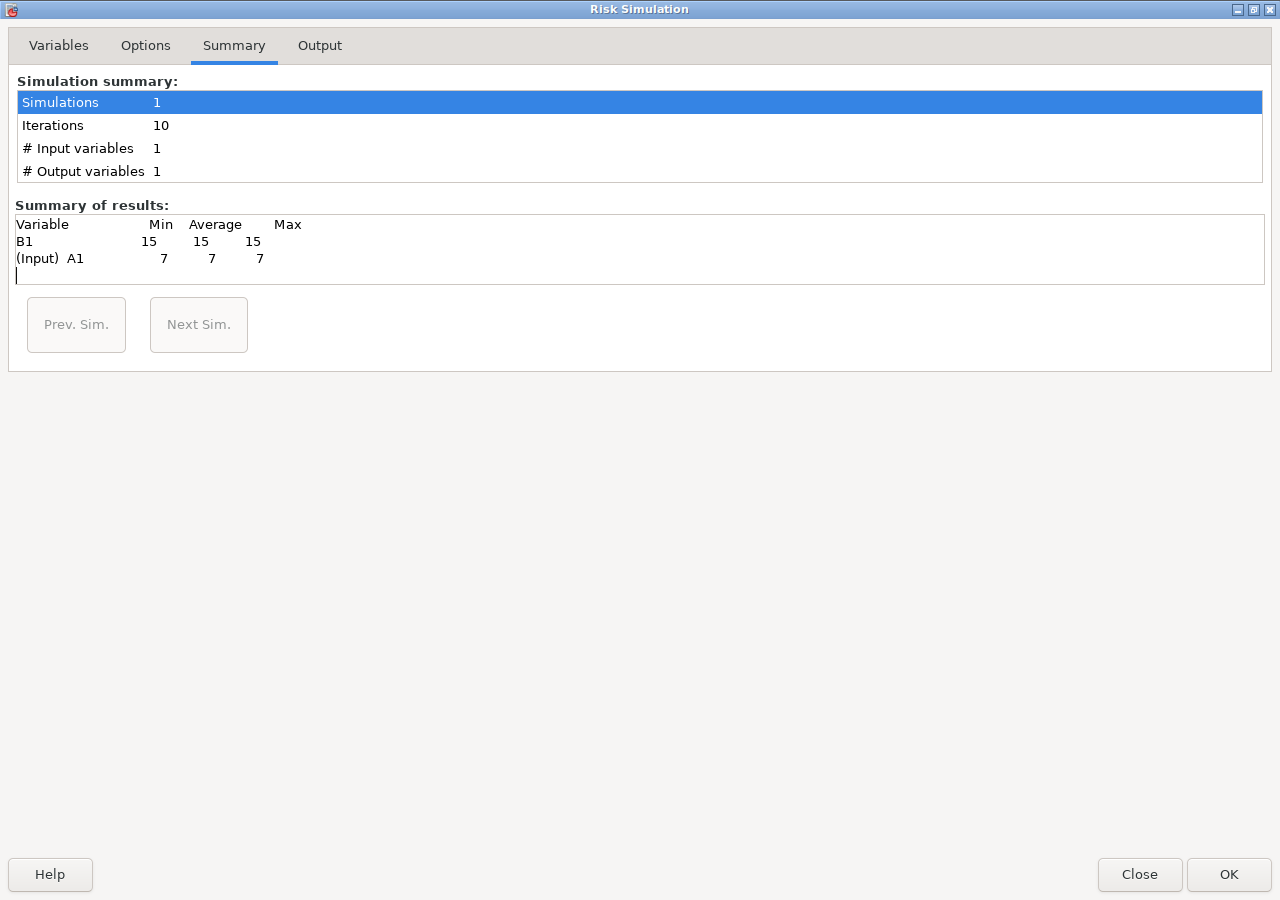 Risk Simulation
Variables Options Summary Output
Simulation summary:
Simulations 1
Iterations 10
# Input variables 1
# Output variables 1
Summary of results:
Variable Min Average Max
B1 15 15 15
(Input) A1 7 7 7
Prev. Sim. Next Sim.
Help Close OK